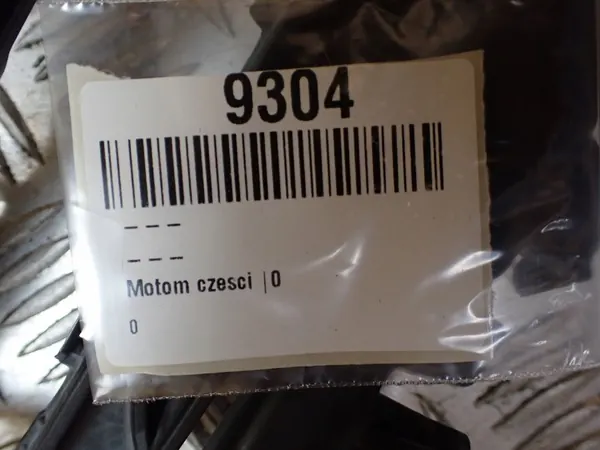 9304
– – –
– – –
Motom czesci |0
0